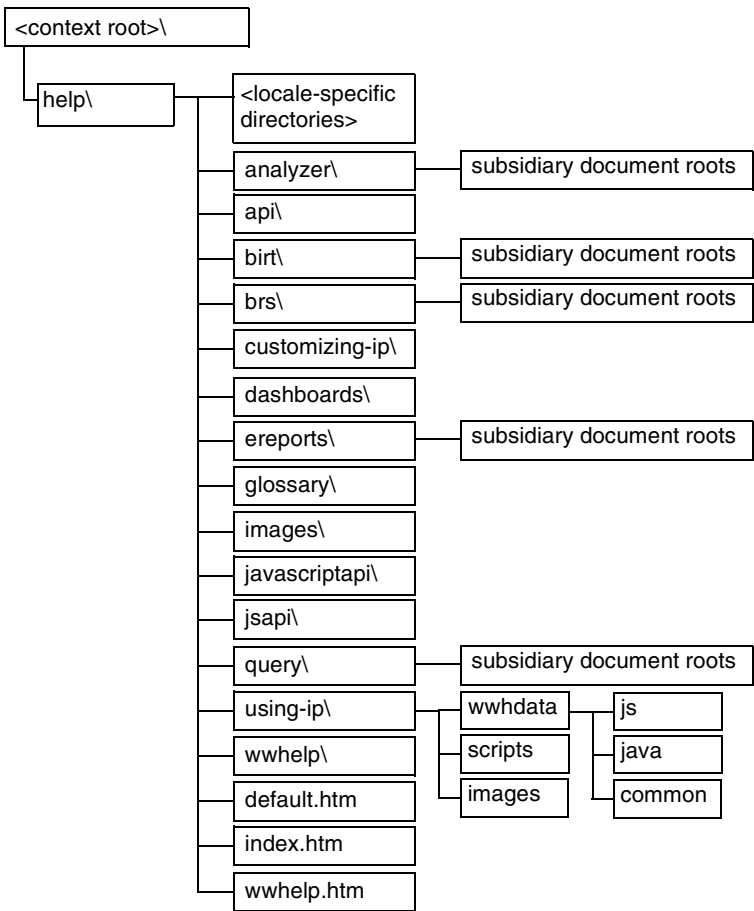 <context root>\
help\
<locale-specific
directories>
analyzer\
subsidiary document roots
api\
birt\
subsidiary document roots
brs\
subsidiary document roots
customizing-ip\
dashboards\
ereports\
subsidiary document roots
glossary\
images\
javascriptapi\
jsapi\
query\
subsidiary document roots
using-ip\
wwhdata
js
wwhelp\
scripts
java
default.htm
images
common
index.htm
wwhelp.htm